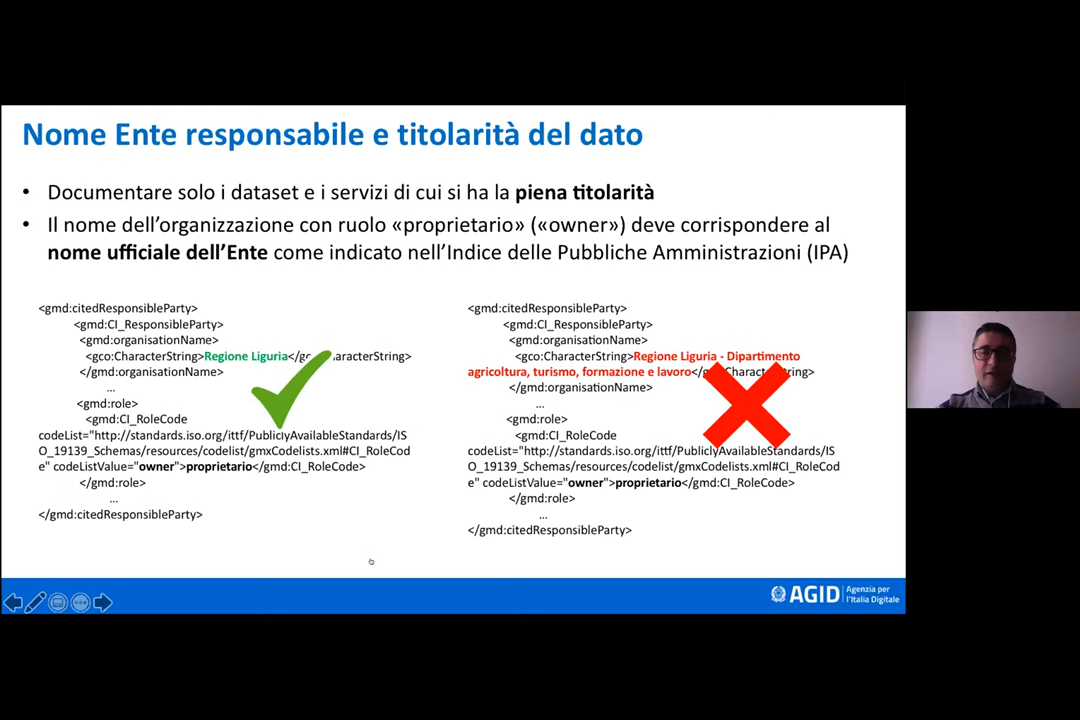 Nome Ente responsabile e titolarità del dato
• Documentare solo i dataset e i servizi di cui si ha la piena titolarità
• Il nome dell'organizzazione con ruolo «proprietario» («owner») deve corrispondere al
nome ufficiale dell'Ente come indicato nell'Indice delle Pubbliche Amministrazioni (IPA)
<gmd:citedResponsibleParty>
<gmd:CI_ResponsibleParty>
<gmd:organisationName>
<gco:CharacterString>Regione Liguria</gco:CharacterString>
</gmd:organisationName>
...
<gmd:role>
<gmd:CI_RoleCode
codeList="http://standards.iso.org/ittf/PubliclyAvailableStandards/IS
O_19139_Schemas/resources/codelist/gmxCodelists.xml#CI_RoleCod
e" codeListValue="owner">proprietario</gmd:CI_RoleCode>
</gmd:role>
...
</gmd:citedResponsibleParty>
<gmd:citedResponsibleParty>
<gmd:CI_ResponsibleParty>
<gmd:organisationName>
<gco:CharacterString>Regione Liguria - Dipartimento
agricoltura, turismo, formazione e lavoro</gco:CharacterString>
</gmd:organisationName>
...
<gmd:role>
<gmd:CI_RoleCode
codeList="http://standards.iso.org/ittf/PubliclyAvailableStandards/IS
O_19139_Schemas/resources/codelist/gmxCodelists.xml#CI_RoleCod
e" codeListValue="owner">proprietario</gmd:CI_RoleCode>
</gmd:role>
...
</gmd:citedResponsibleParty>
AGID
Agenzia per
l'Italia Digitale